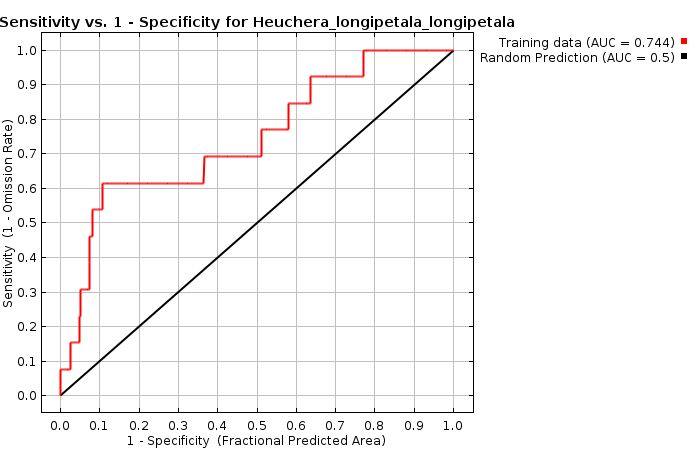 Sensitivity vs. 1 - Specificity for Heuchera_longipetala_longipetala
Training data (AUC = 0.744)
Random Prediction (AUC = 0.5)
Sensitivity (1 - Omission Rate)
1.0
0.9
0.8
0.7
0.6
0.5
0.4
0.3
0.2
0.1
0.0
0.0 0.1 0.2 0.3 0.4 0.5 0.6 0.7 0.8 0.9 1.0
1 - Specificity (Fractional Predicted Area)